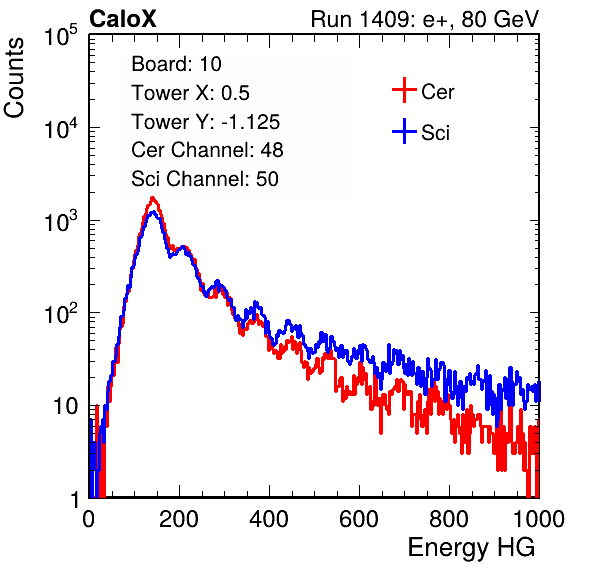 CaloX Run 1409: e+, 80 GeV
Counts
10^5
10^4
10^3
10^2
10
1
Board: 10
Tower X: 0.5
Tower Y: -1.125
Cer Channel: 48
Sci Channel: 50
Cer
Sci
0 200 400 600 800 1000
Energy HG